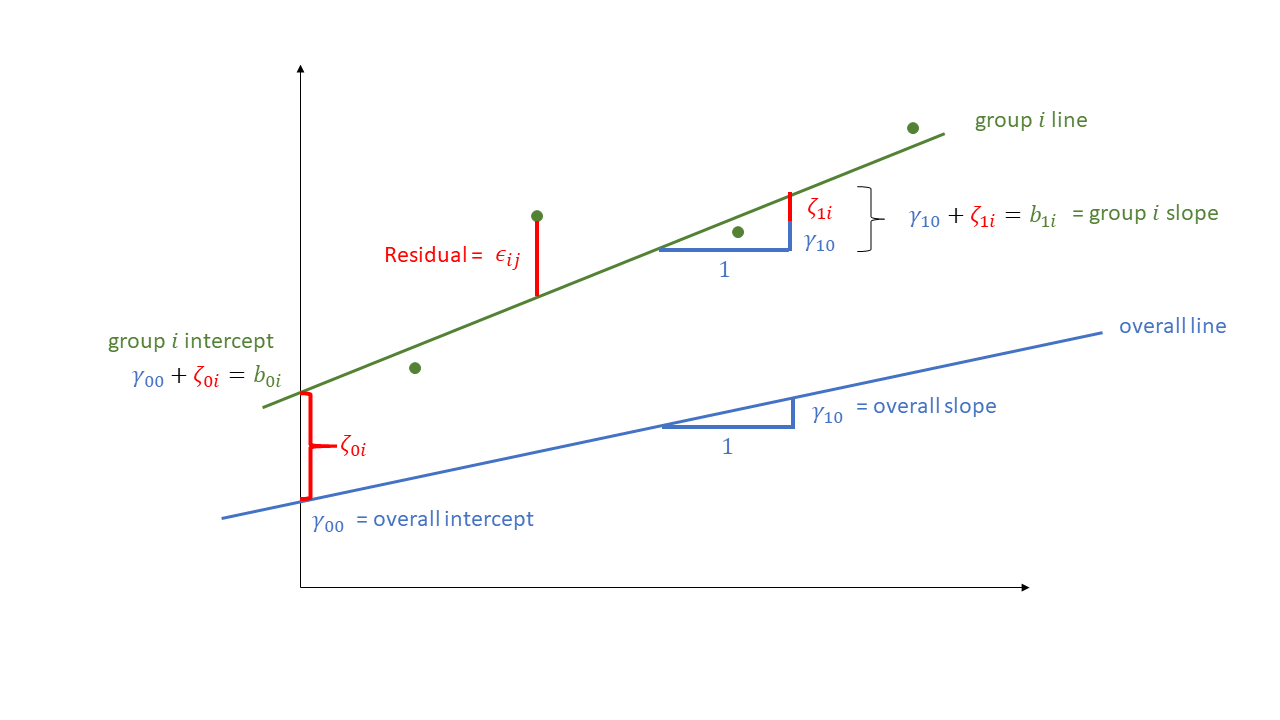 group i line
ζ1i
γ10 + ζ1i = b1i = group i slope
γ10
Residual = ϵij
1
overall line
group i intercept
γ00 + ζ0i = b0i
γ10 = overall slope
1
ζ0i
γ00 = overall intercept